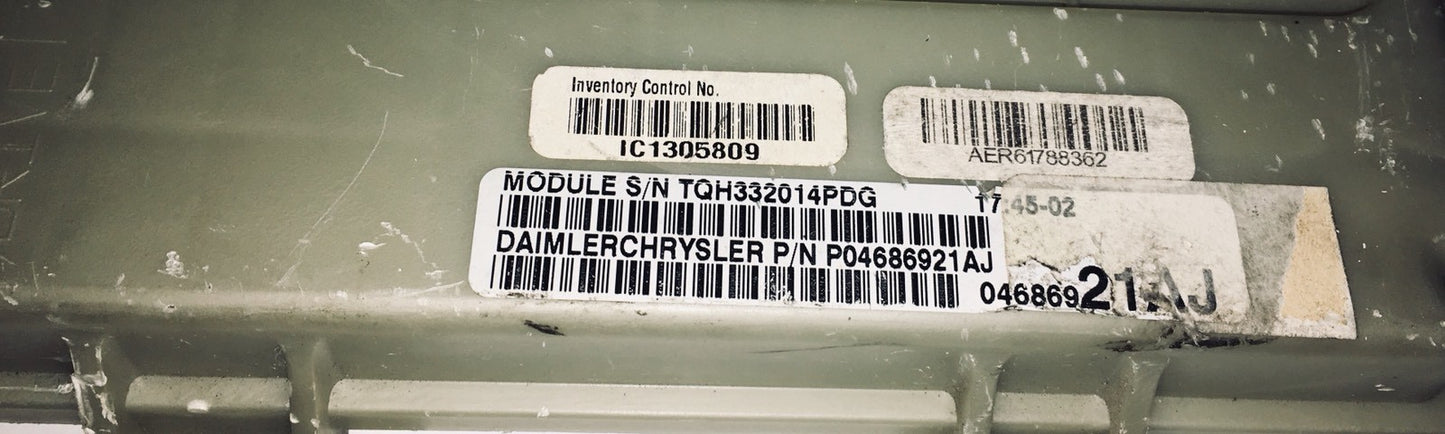 Inventory Control No.
IC1305809
AER61788362
MODULE S/N TQH332014PDG
17 45-02
DAIMLERCHRYSLER P/N P04686921AJ
04686921AJ